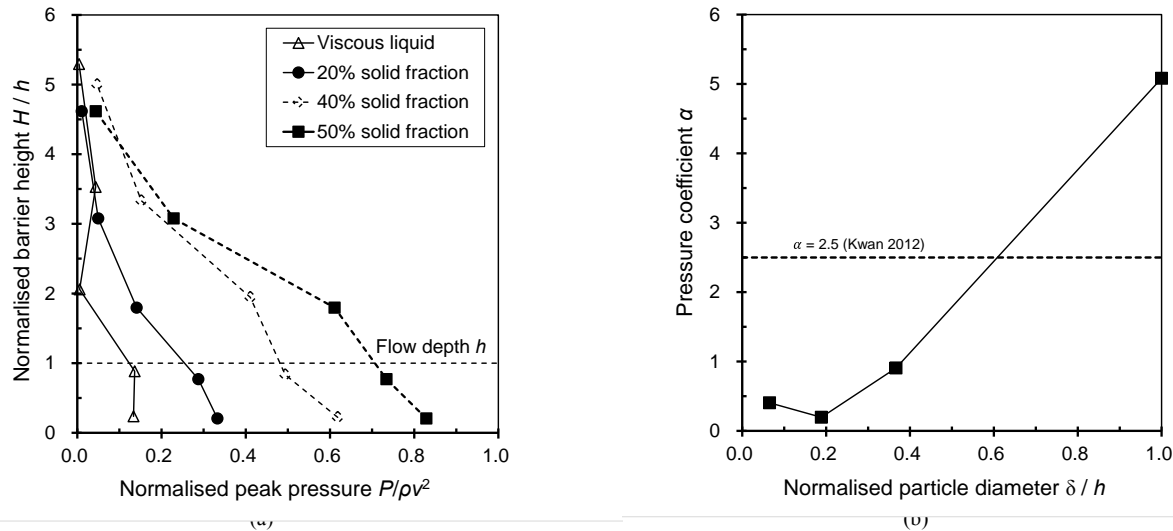 6
5
4
3
2
1
0
Normarlised barrier height H / h
Viscous liquid
20% solid fraction
40% solid fraction
50% solid fraction
Flow depth h
0.0 0.2 0.4 0.6 0.8 1.0
Normalised peak pressure P/ρv²
(a)
6
5
4
3
2
1
0
Pressure coefficient α
α = 2.5 (Kwan 2012)
0.0 0.2 0.4 0.6 0.8 1.0
Normalised particle diameter δ / h
(b)